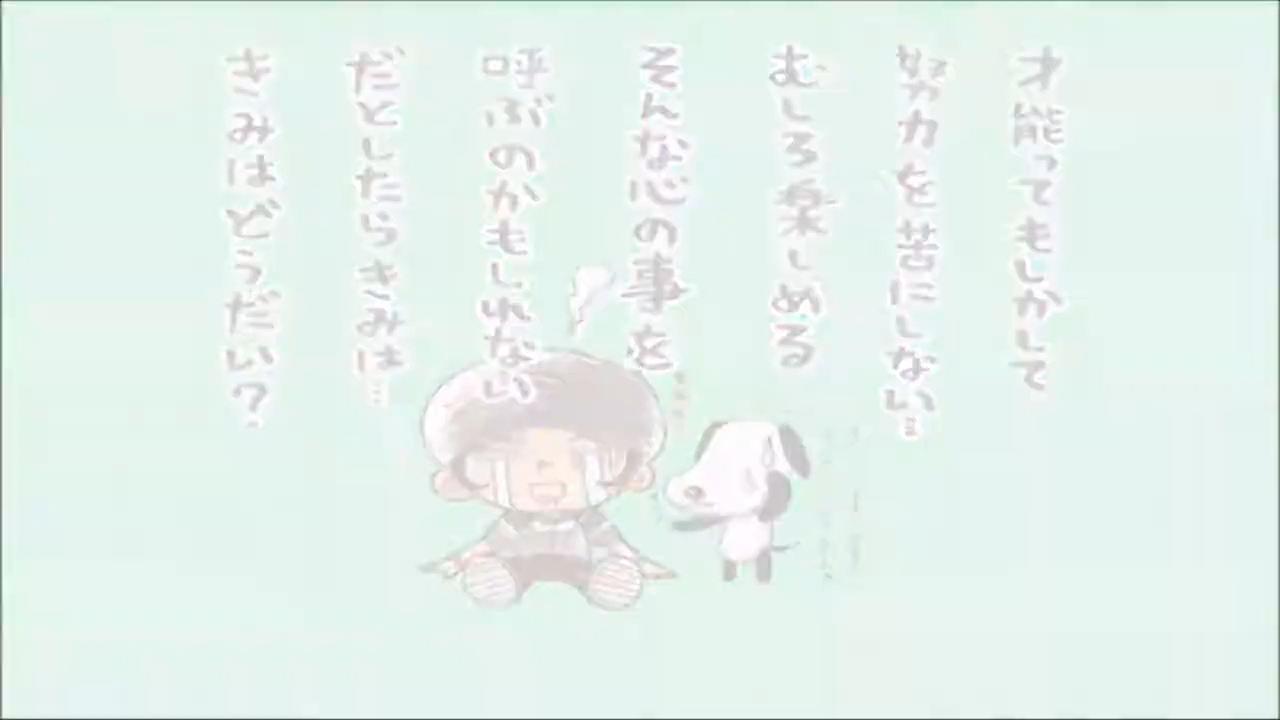 才能ってもしかして
努力を苦にしない…
むしろ楽しめる
そんな心の事を
呼ぶのかもしれない
だとしたらきみは…
きみはどうだい？